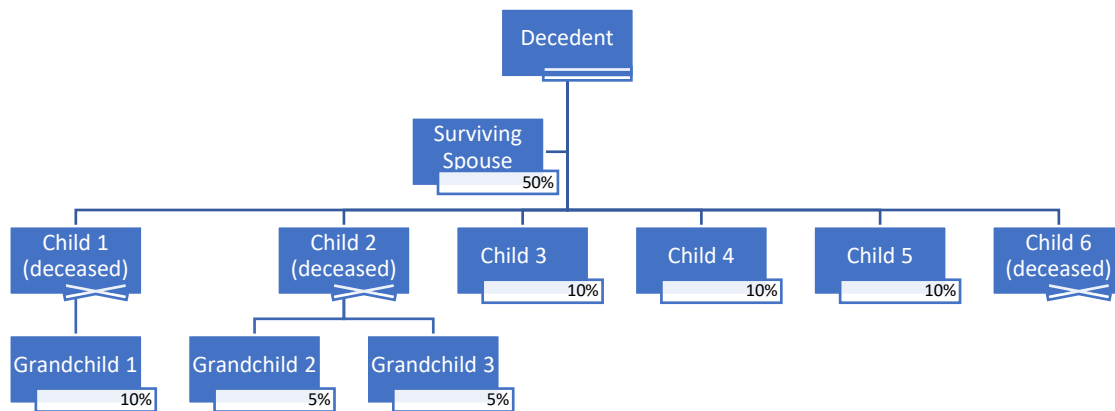 Decedent
Surviving
Spouse
50%
Child 1
(deceased)
Child 2
(deceased)
Child 3
10%
Child 4
10%
Child 5
10%
Child 6
(deceased)
Grandchild 1
10%
Grandchild 2
5%
Grandchild 3
5%